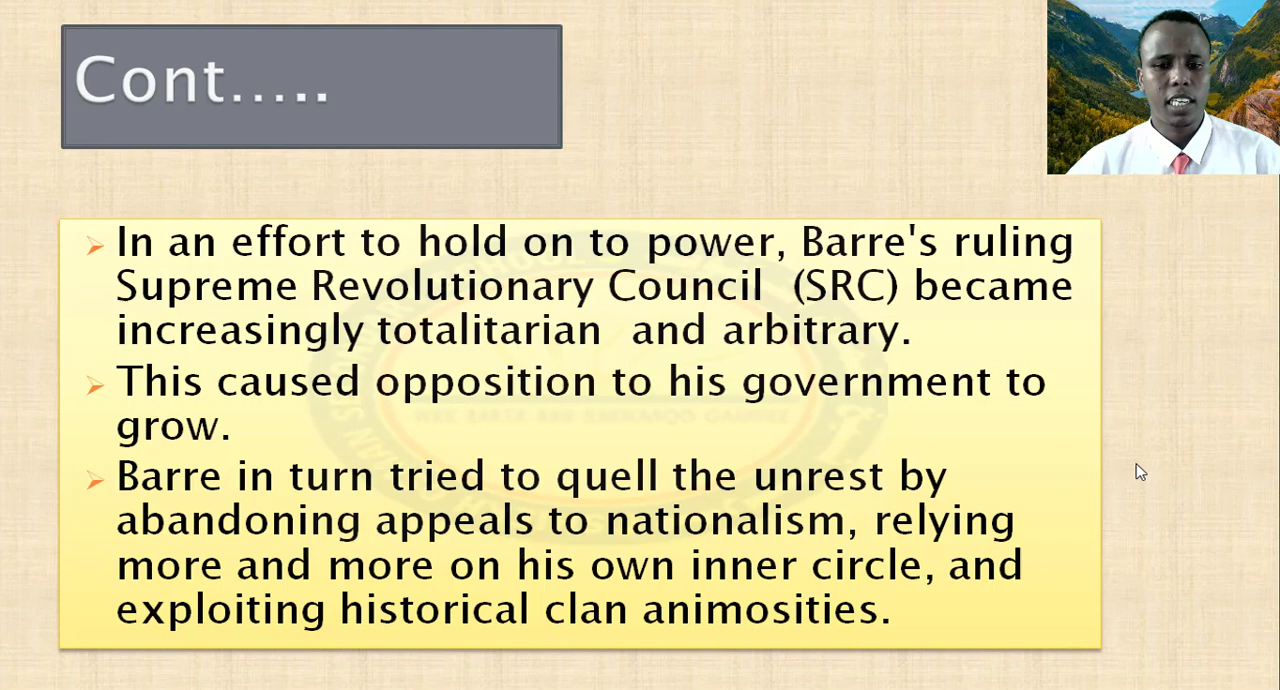 Cont.....
In an effort to hold on to power, Barre's ruling
Supreme Revolutionary Council (SRC) became
increasingly totalitarian and arbitrary.
This caused opposition to his government to
grow.
Barre in turn tried to quell the unrest by
abandoning appeals to nationalism, relying
more and more on his own inner circle, and
exploiting historical clan animosities.